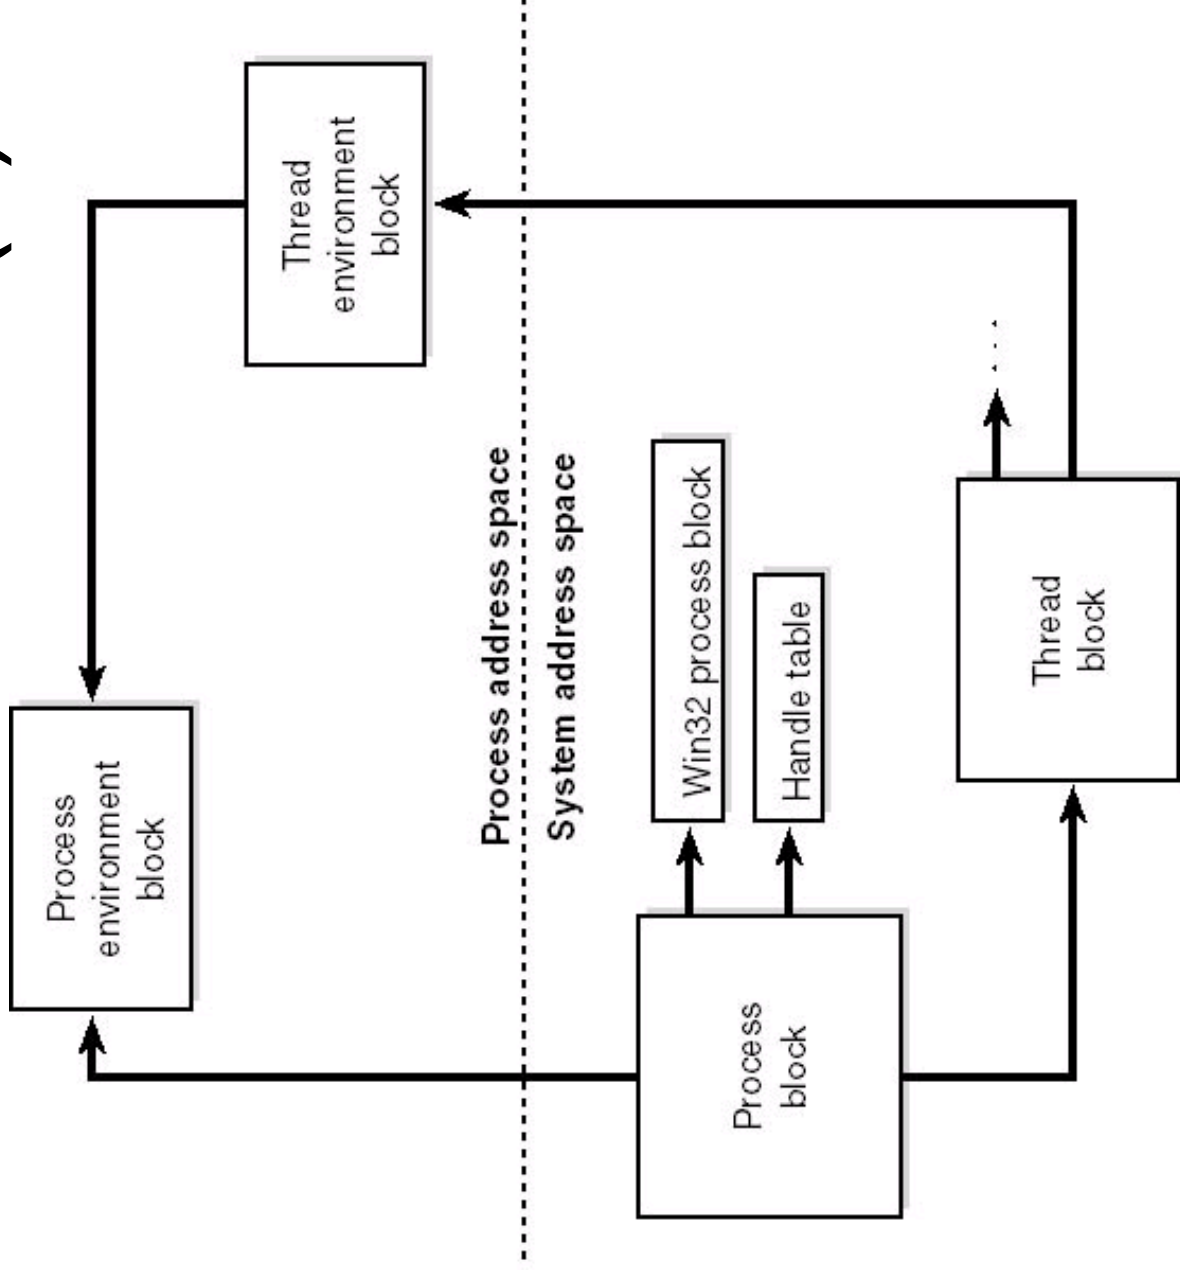 Process
environment
block
Thread
environment
block
Process address space
System address space
Process
block
Win32 process block
Handle table
Thread
block
. . .